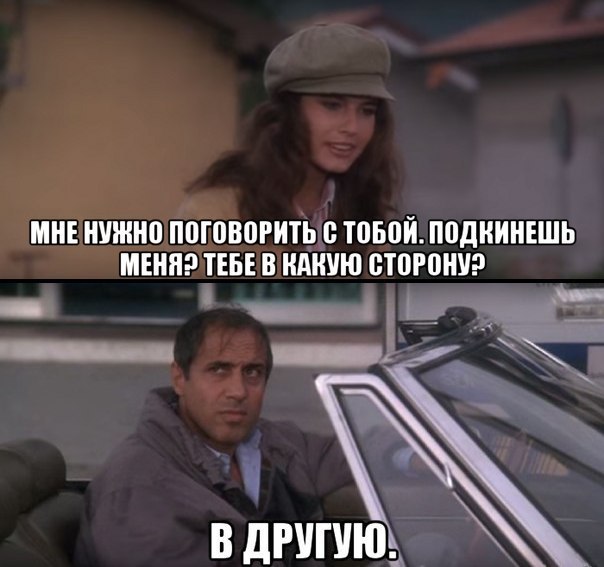 МНЕ НУЖНО ПОГОВОРИТЬ С ТОБОЙ. ПОДКИНЕШЬ
МЕНЯ? ТЕБЕ В КАКУЮ СТОРОНУ?
В ДРУГУЮ.